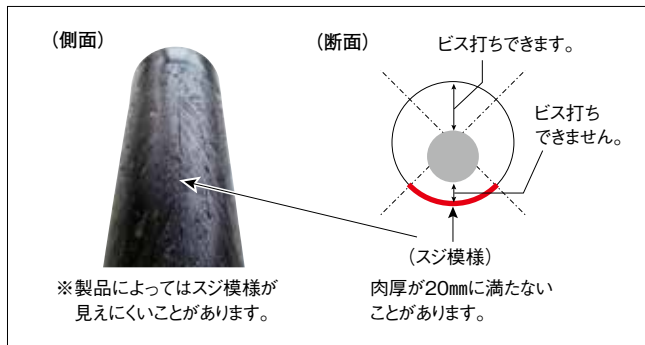 （側面）
（断面）
ビス打ちできます。
ビス打ち
できません。
（スジ模様）
※製品によってはスジ模様が
見えにくいことがあります。
肉厚が20㎜に満たない
ことがあります。